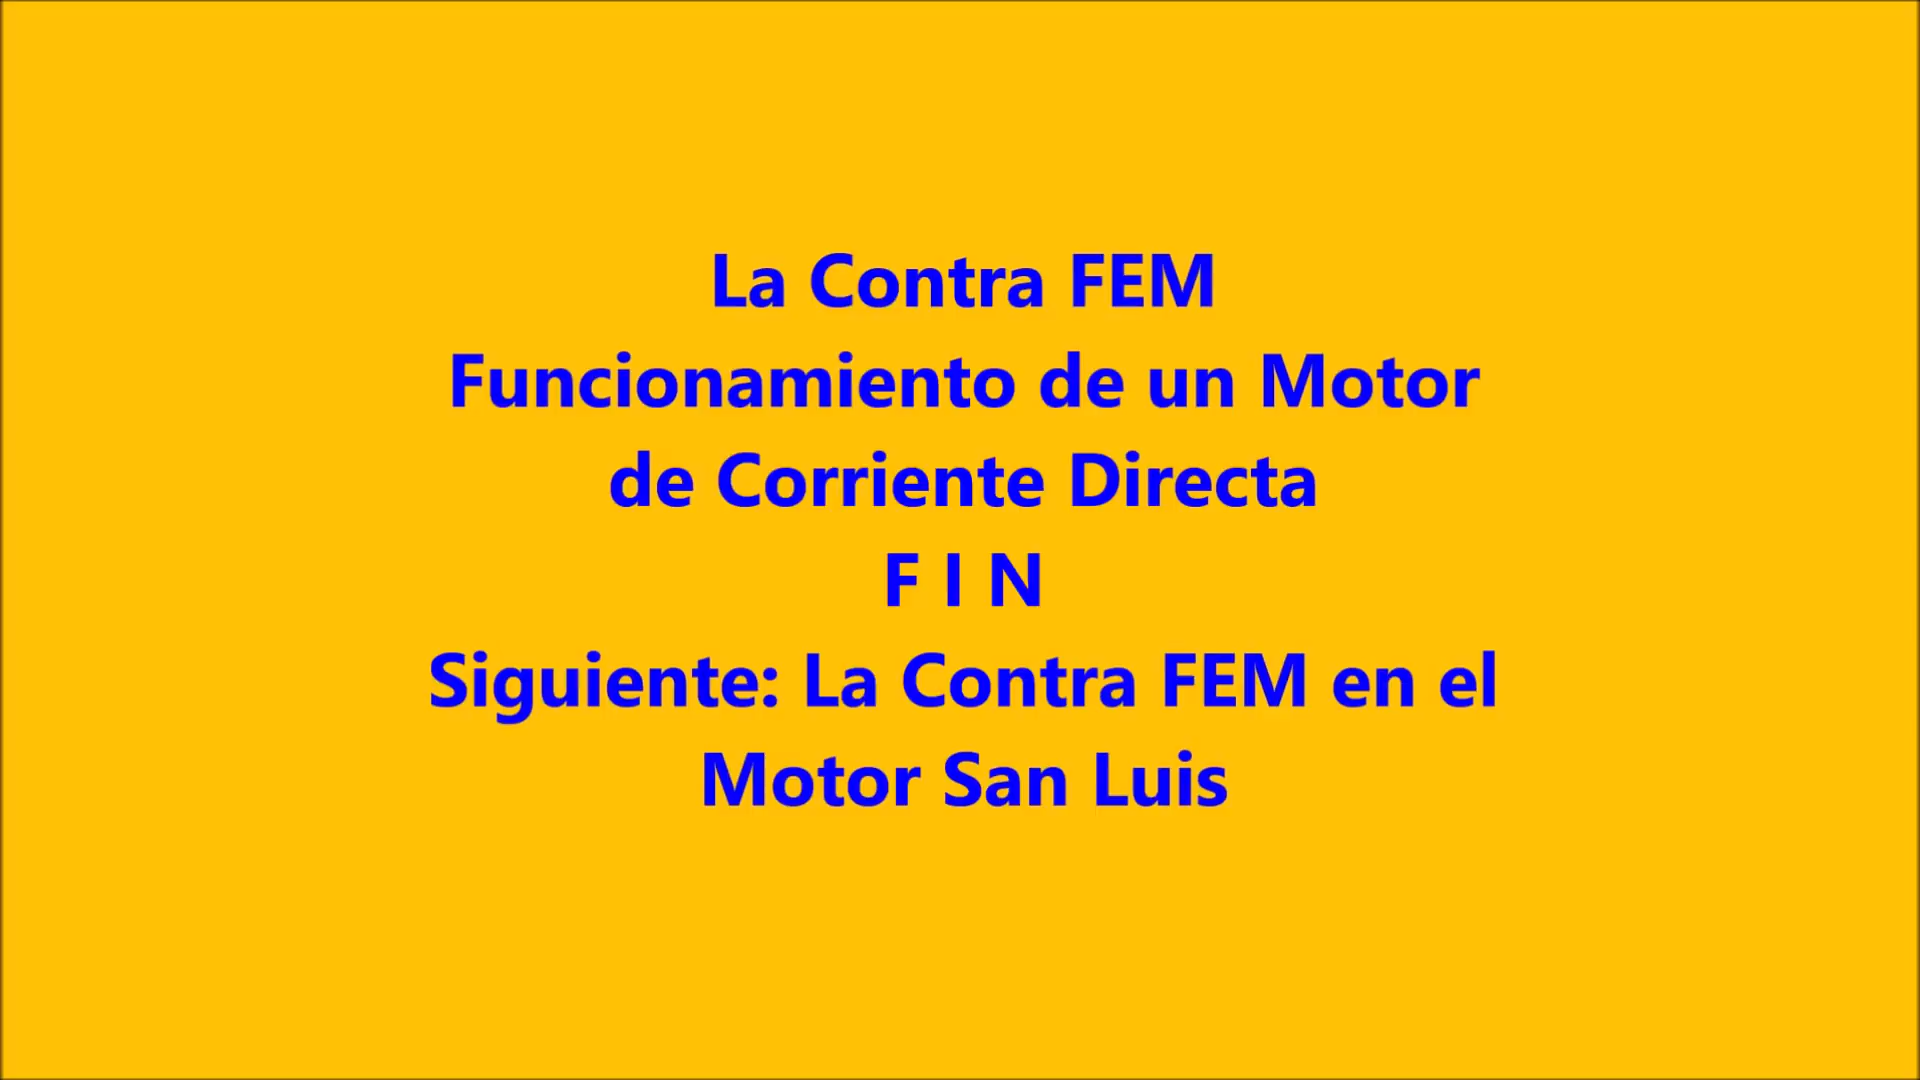 La Contra FEM
Funcionamiento de un Motor
de Corriente Directa
F I N
Siguiente: La Contra FEM en el
Motor San Luis